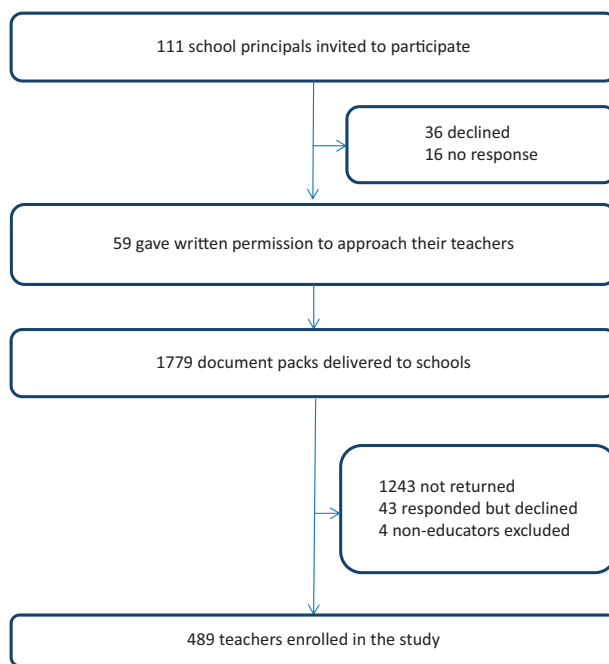 111 school principals invited to participate
36 declined
16 no response
59 gave written permission to approach their teachers
1779 document packs delivered to schools
1243 not returned
43 responded but declined
4 non-educators excluded
489 teachers enrolled in the study